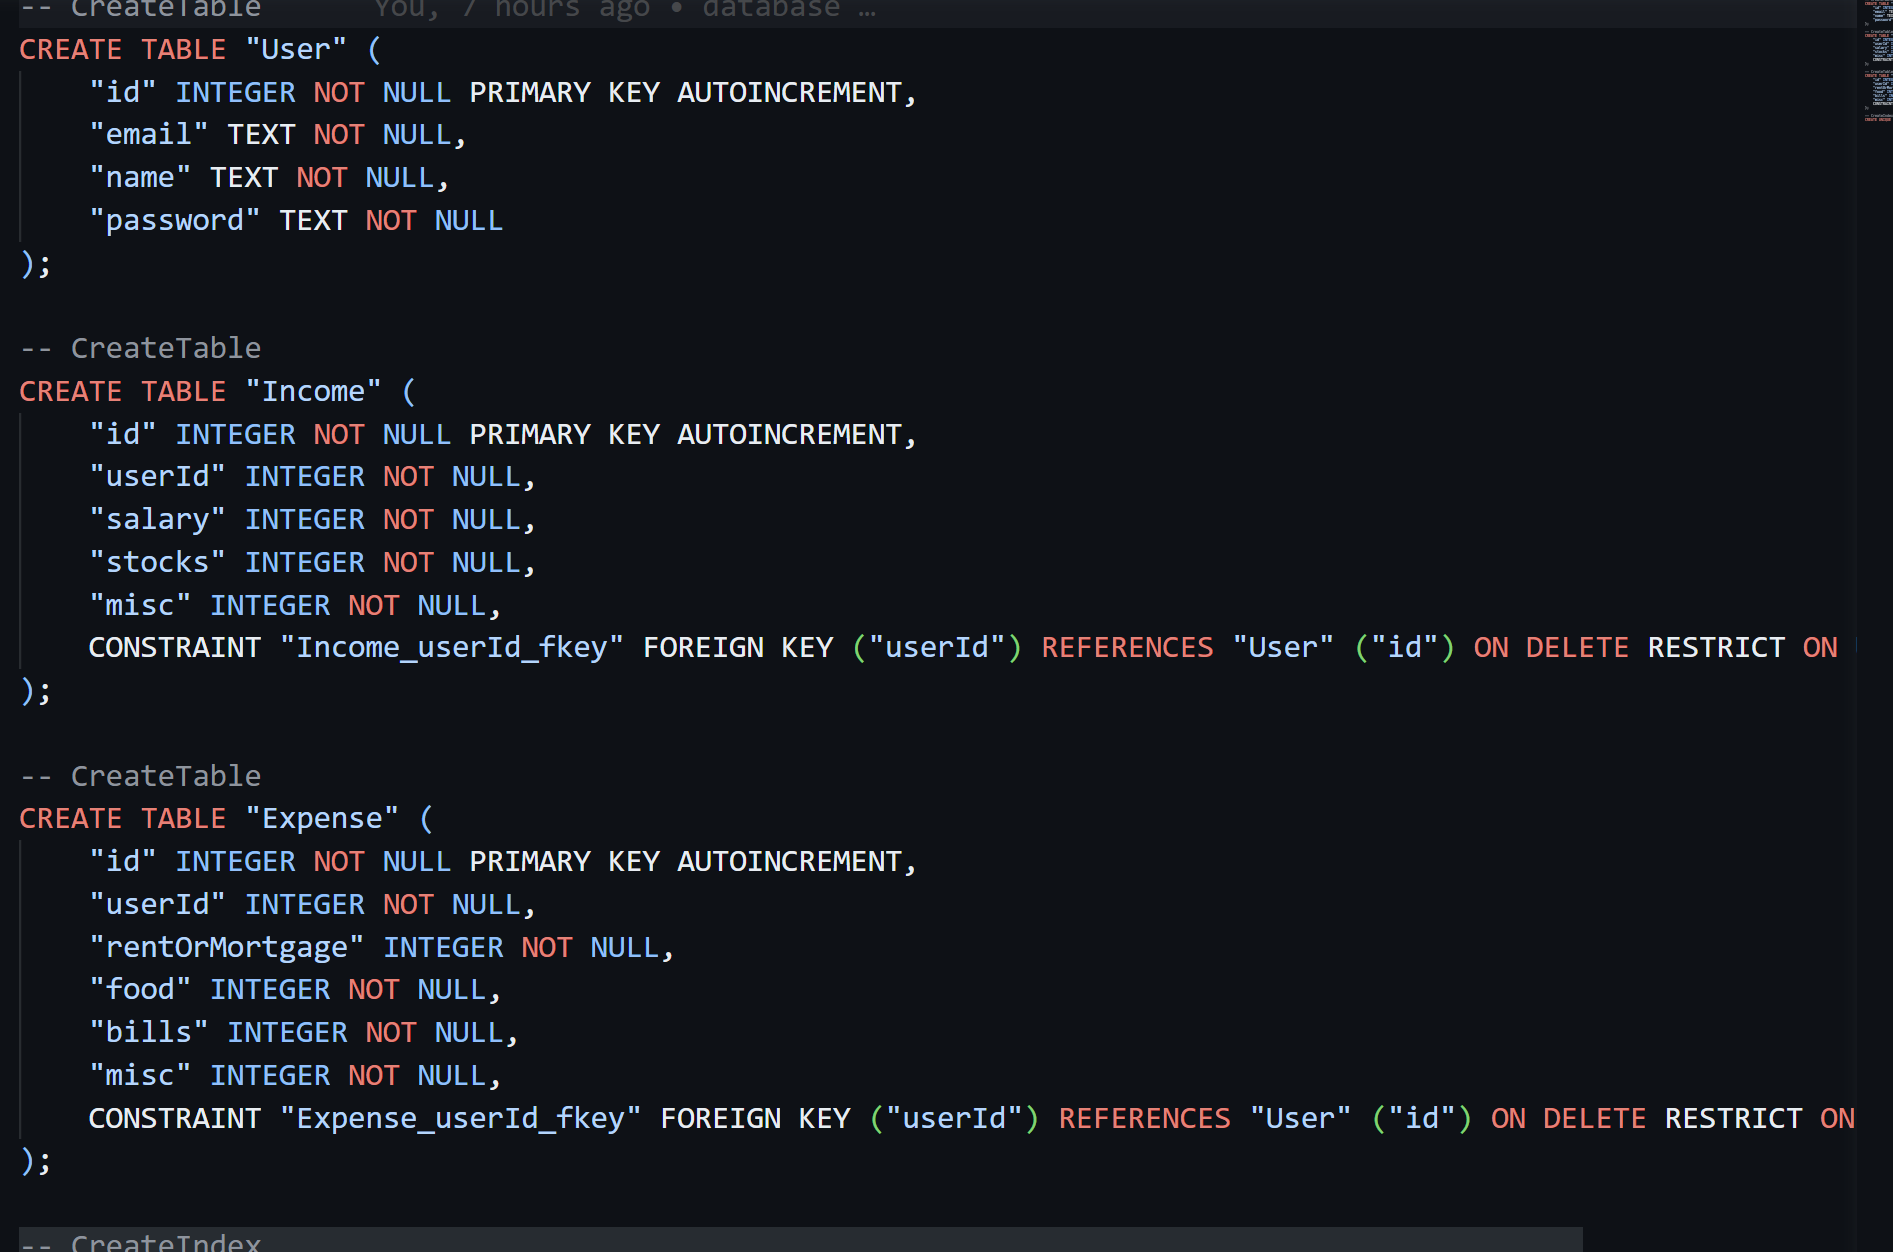 -- CreateTable You, 7 hours ago • database …
CREATE TABLE "User" (
"id" INTEGER NOT NULL PRIMARY KEY AUTOINCREMENT,
"email" TEXT NOT NULL,
"name" TEXT NOT NULL,
"password" TEXT NOT NULL
);
-- CreateTable
CREATE TABLE "Income" (
"id" INTEGER NOT NULL PRIMARY KEY AUTOINCREMENT,
"userId" INTEGER NOT NULL,
"salary" INTEGER NOT NULL,
"stocks" INTEGER NOT NULL,
"misc" INTEGER NOT NULL,
CONSTRAINT "Income_userId_fkey" FOREIGN KEY ("userId") REFERENCES "User" ("id") ON DELETE RESTRICT ON
);
-- CreateTable
CREATE TABLE "Expense" (
"id" INTEGER NOT NULL PRIMARY KEY AUTOINCREMENT,
"userId" INTEGER NOT NULL,
"rentOrMortgage" INTEGER NOT NULL,
"food" INTEGER NOT NULL,
"bills" INTEGER NOT NULL,
"misc" INTEGER NOT NULL,
CONSTRAINT "Expense_userId_fkey" FOREIGN KEY ("userId") REFERENCES "User" ("id") ON DELETE RESTRICT ON
);
-- CreateIndex